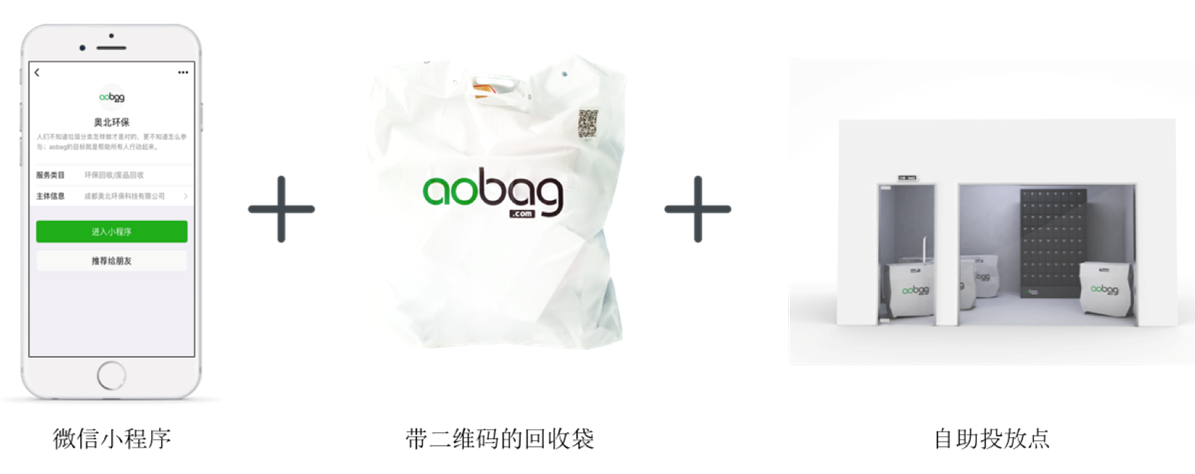 aobag
奥北环保
人们不知道垃圾分类怎样做才是对的，更不知道怎么参
与；aobag的目标就是帮助所有人行动起来。
服务类目 环保回收/废品回收
主体信息 成都奥北环保科技有限公司
进入小程序
推荐给朋友
微信小程序
aobag
.com
带二维码的回收袋
aobag
aobag
自助投放点